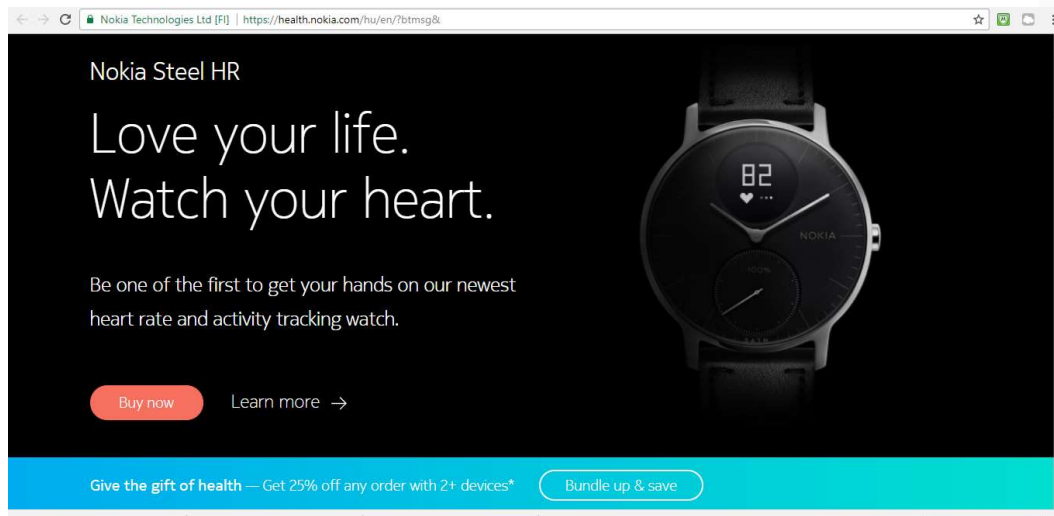 Nokia Technologies Ltd [FI] | https://health.nokia.com/hu/en/?btmsg&
Nokia Steel HR
Love your life.
Watch your heart.
82
NOKIA
100%
Be one of the first to get your hands on our newest
heart rate and activity tracking watch.
Buy now
Learn more →
Give the gift of health — Get 25% off any order with 2+ devices*
Bundle up & save